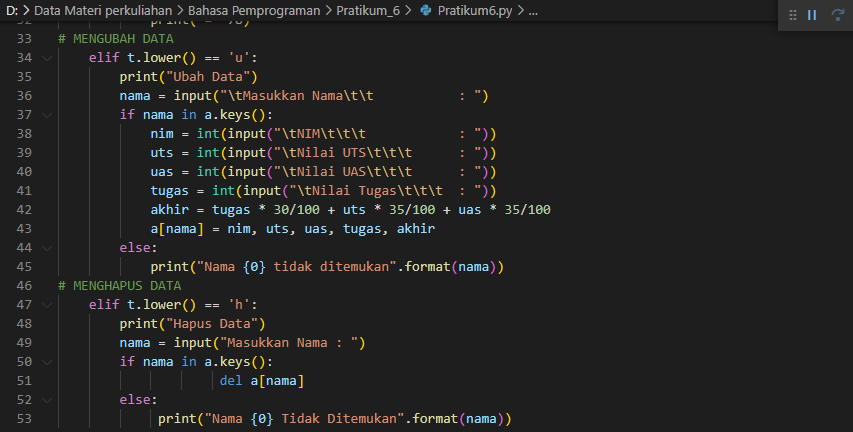 D: > Data Materi perkuliahan > Bahasa Pemprograman > Pratikum_6 > Pratikum6.py > ...
33 # MENGUBAH DATA
34     elif t.lower() == 'u':
35         print("Ubah Data")
36         nama = input("\tMasukkan Nama\t\t           : ")
37         if nama in a.keys():
38             nim = int(input("\tNIM\t\t\t            : "))
39             uts = int(input("\tNilai UTS\t\t\t      : "))
40             uas = int(input("\tNilai UAS\t\t\t      : "))
41             tugas = int(input("\tNilai Tugas\t\t\t  : "))
42             akhir = tugas * 30/100 + uts * 35/100 + uas * 35/100
43             a[nama] = nim, uts, uas, tugas, akhir
44         else:
45             print("Nama {0} tidak ditemukan".format(nama))
46 # MENGHAPUS DATA
47     elif t.lower() == 'h':
48         print("Hapus Data")
49         nama = input("Masukkan Nama : ")
50         if nama in a.keys():
51                      del a[nama]
52         else:
53              print("Nama {0} Tidak Ditemukan".format(nama))